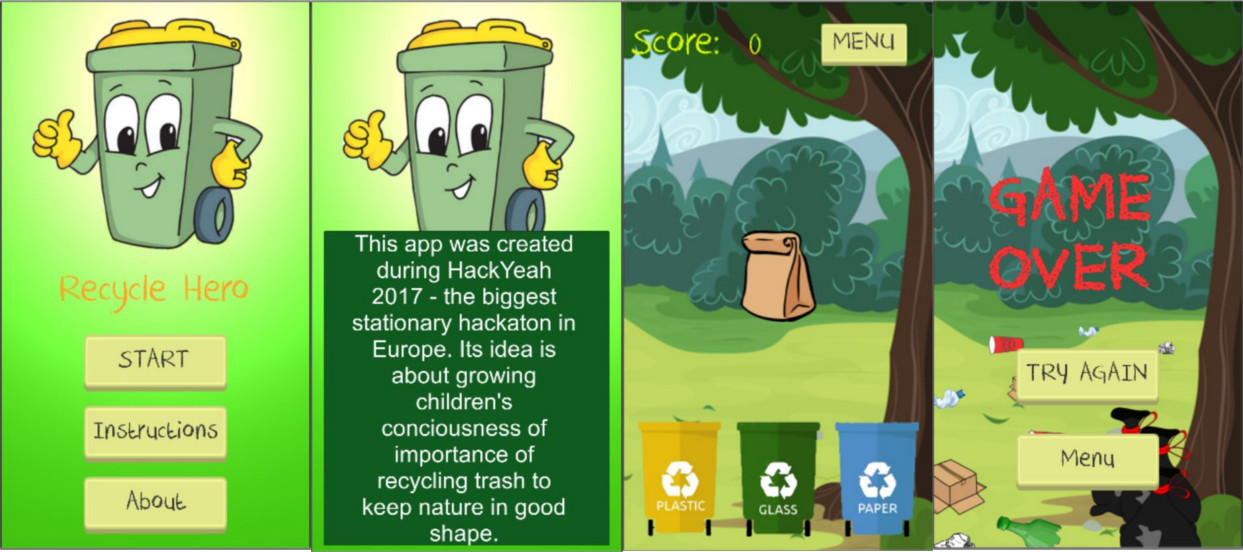 Recycle Hero
START
Instructions
About
This app was created
during HackYeah
2017 - the biggest
stationary hackaton in
Europe. Its idea is
about growing
children's
conciousness of
importance of
recycling trash to
keep nature in good
shape.
Score: 0
MENU
PLASTIC
GLASS
PAPER
GAME
OVER
TRY AGAIN
Menu